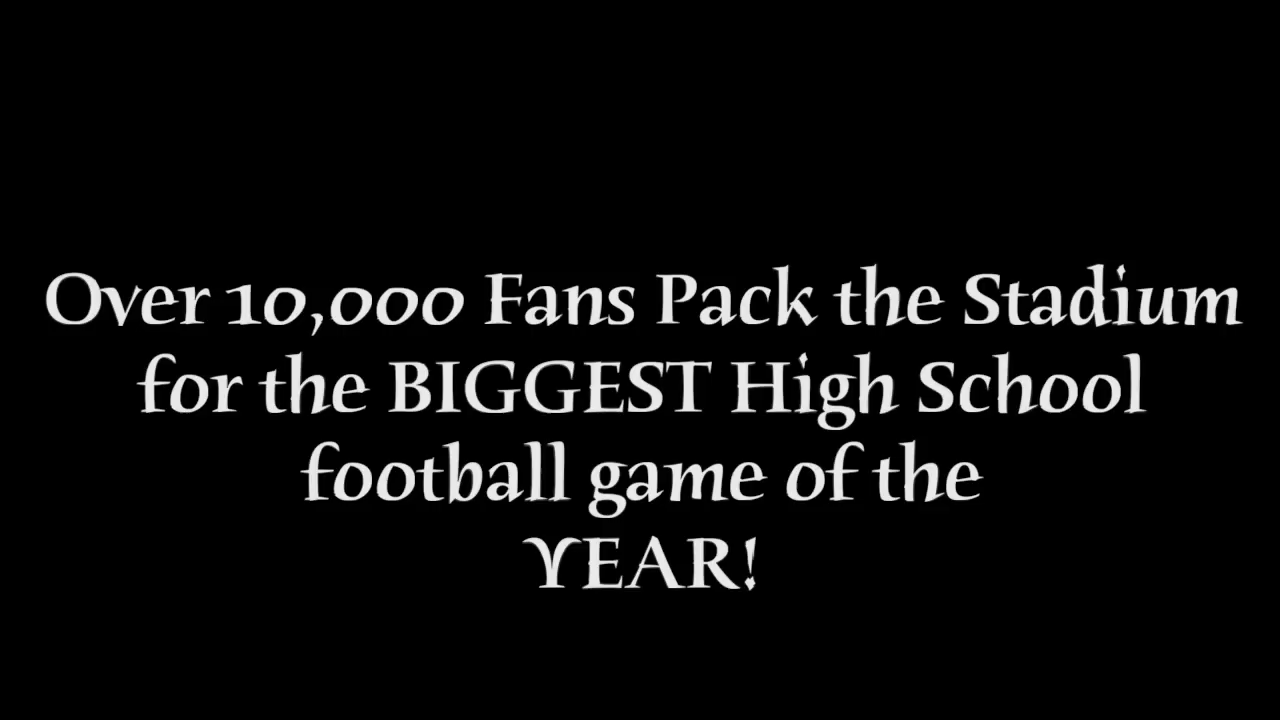 Over 10,000 Fans Pack the Stadium
for the BIGGEST High School
football game of the
YEAR!